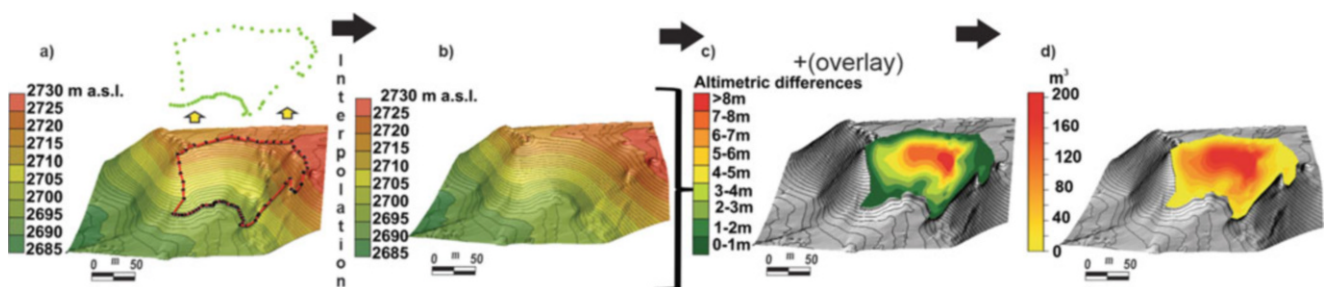 a)
2730 m a.s.l.
2725
2720
2715
2710
2705
2700
2695
2690
2685
0 m 50
Interpolation
b)
2730 m a.s.l.
2725
2720
2715
2710
2705
2700
2695
2690
2685
0 m 50
c)
+(overlay)
Altimetric differences
>8m
7-8m
6-7m
5-6m
4-5m
3-4m
2-3m
1-2m
0-1m
0 m 50
d)
m³
200
160
120
80
40
0
0 m 50